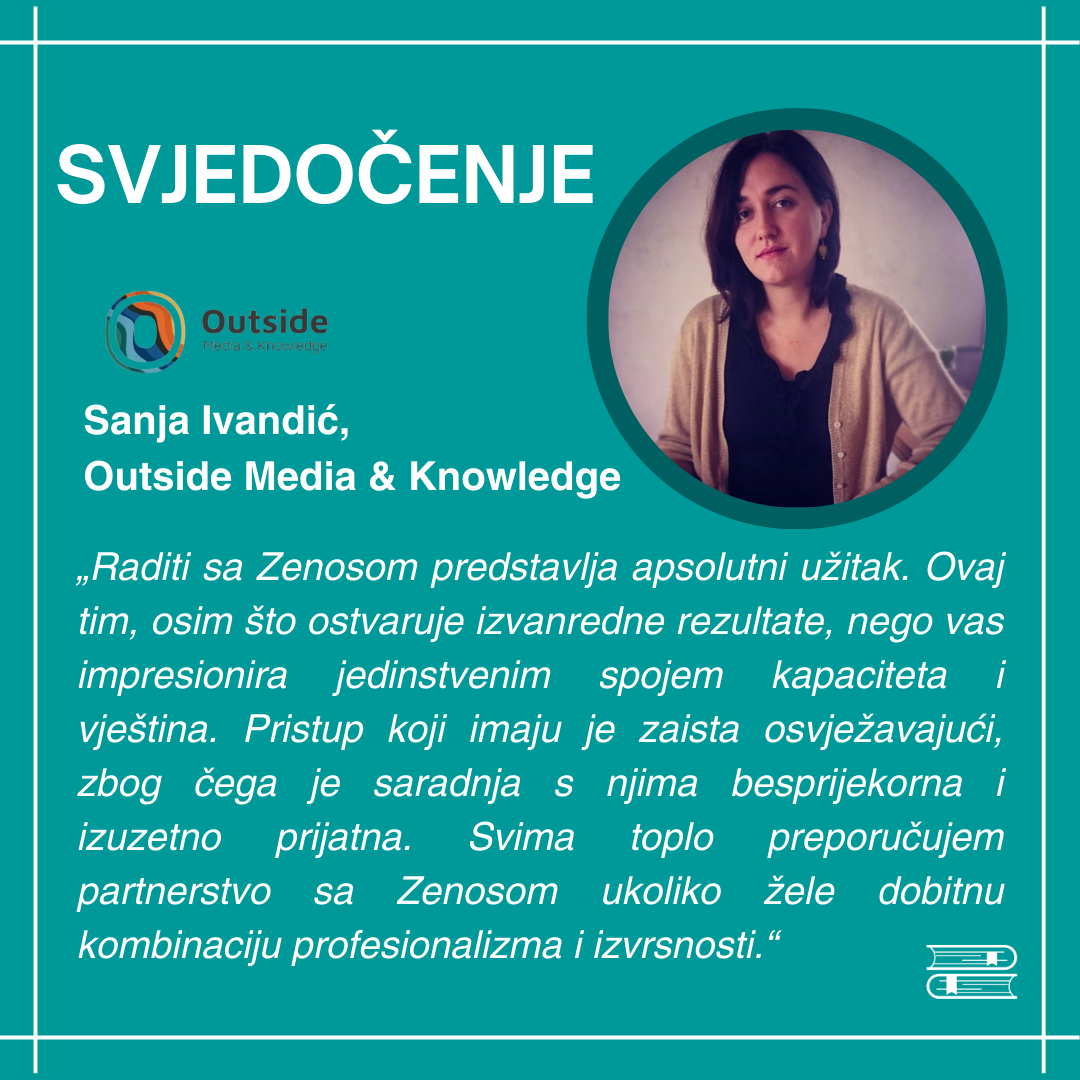 SVJEDOČENJE
Outside
Media & Knowledge
Sanja Ivandić,
Outside Media & Knowledge
„Raditi sa Zenosom predstavlja apsolutni užitak. Ovaj
tim, osim što ostvaruje izvanredne rezultate, nego vas
impresionira jedinstvenim spojem kapaciteta i
vještina. Pristup koji imaju je zaista osvježavajući,
zbog čega je saradnja s njima besprijekorna i
izuzetno prijatna. Svima toplo preporučujem
partnerstvo sa Zenosom ukoliko žele dobitnu
kombinaciju profesionalizma i izvrsnosti.“